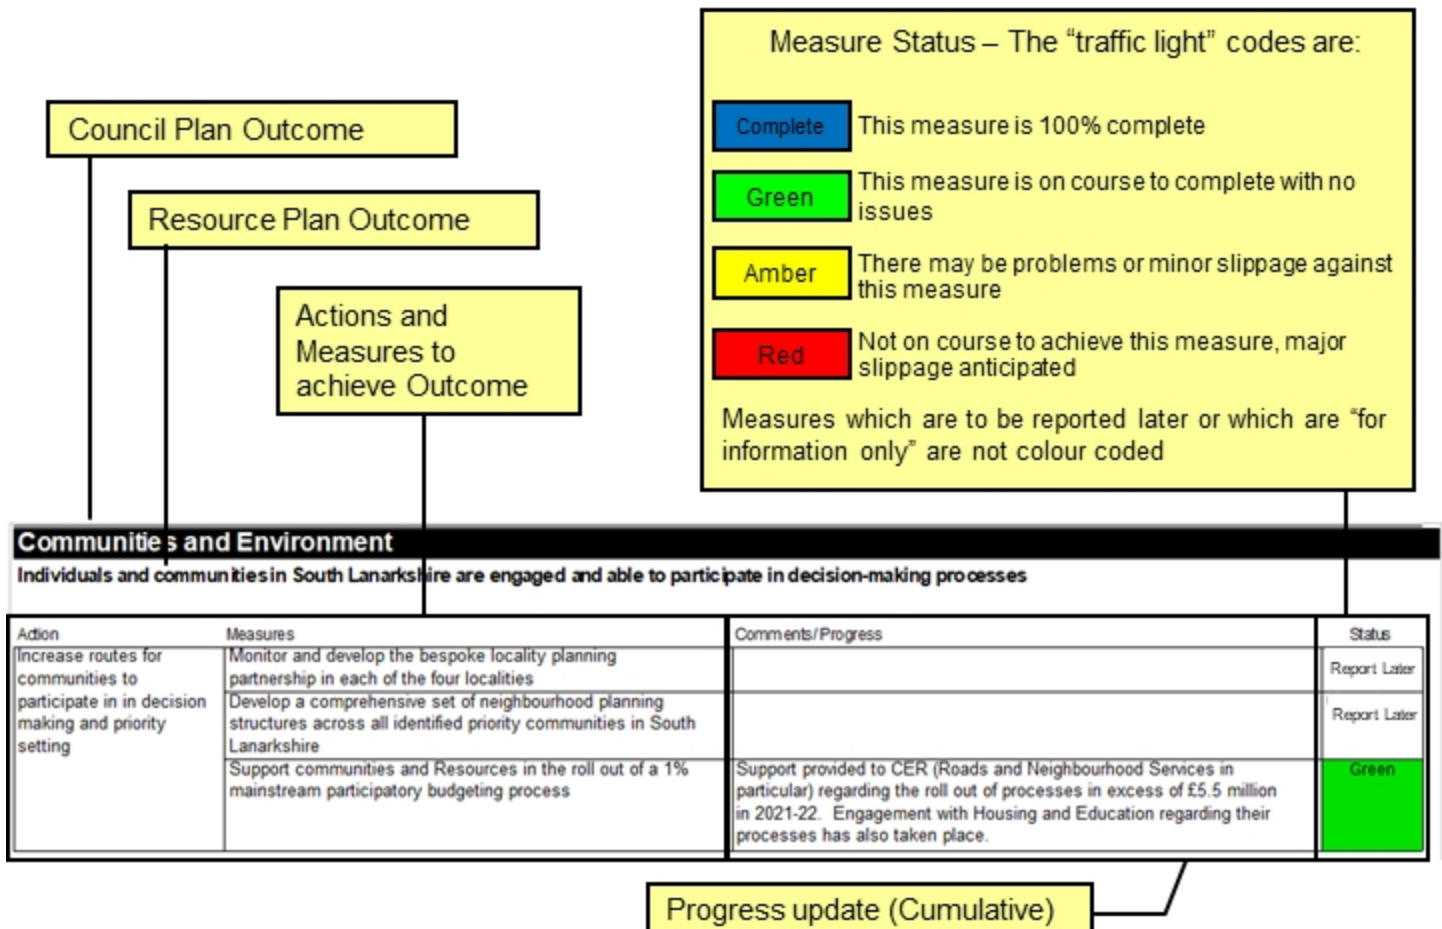 Measure Status – The “traffic light” codes are:
Complete
This measure is 100% complete
Green
This measure is on course to complete with no
issues
Amber
There may be problems or minor slippage against
this measure
Red
Not on course to achieve this measure, major
slippage anticipated
Measures which are to be reported later or which are “for
information only” are not colour coded
Council Plan Outcome
Resource Plan Outcome
Actions and
Measures to
achieve Outcome
Communities and Environment
Individuals and communities in South Lanarkshire are engaged and able to participate in decision-making processes
Action
Measures
Comments/Progress
Status
Increase routes for
communities to
participate in in decision
making and priority
setting
Monitor and develop the bespoke locality planning
partnership in each of the four localities
Report Later
Develop a comprehensive set of neighbourhood planning
structures across all identified priority communities in South
Lanarkshire
Report Later
Support communities and Resources in the roll out of a 1%
mainstream participatory budgeting process
Support provided to CER (Roads and Neighbourhood Services in
particular) regarding the roll out of processes in excess of £5.5 million
in 2021-22. Engagement with Housing and Education regarding their
processes has also taken place.
Green
Progress update (Cumulative)